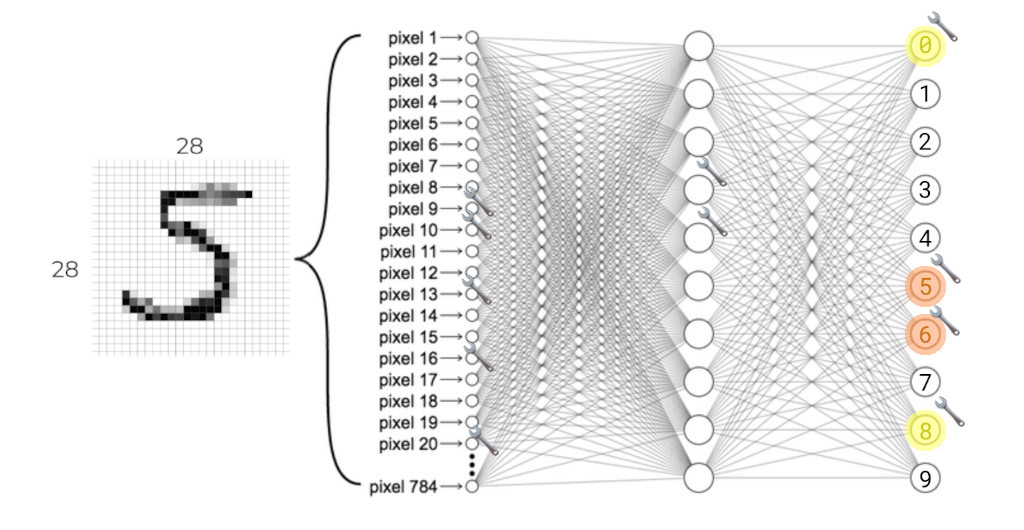 28
28
pixel 1
pixel 2
pixel 3
pixel 4
pixel 5
pixel 6
pixel 7
pixel 8
pixel 9
pixel 10
pixel 11
pixel 12
pixel 13
pixel 14
pixel 15
pixel 16
pixel 17
pixel 18
pixel 19
pixel 20
pixel 784
0
1
2
3
4
5
6
7
8
9